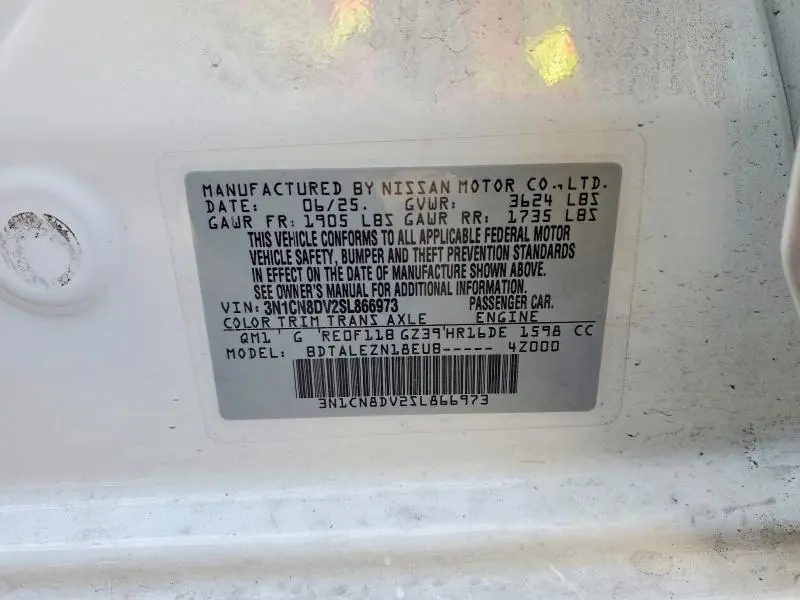 MANUFACTURED BY NISSAN MOTOR CO., LTD.
DATE: 06/25. GVWR: 3624 LBS
GAWR FR: 1905 LBS GAWR RR: 1735 LBS
THIS VEHICLE CONFORMS TO ALL APPLICABLE FEDERAL MOTOR
VEHICLE SAFETY, BUMPER AND THEFT PREVENTION STANDARDS
IN EFFECT ON THE DATE OF MANUFACTURE SHOWN ABOVE.
SEE OWNER'S MANUAL FOR ADDITIONAL INFORMATION.
VIN: 3N1CN8DV2SL866973 PASSENGER CAR.
COLOR TRIM TRANS AXLE ENGINE
QM1' G 'RE0F11B GZ39'HR16DE 1598 CC
MODEL: BDTALEZN18EUB----- 4Z000
3N1CN8DV2SL866973